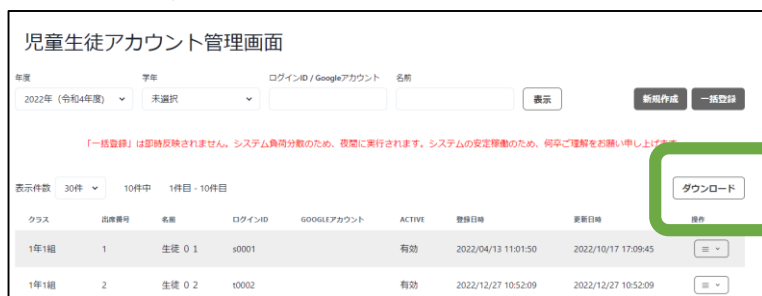 児童生徒アカウント管理画面
年度 学年 ログインID / Googleアカウント 名前
2022年 (令和4年度) 未選択 表示 新規作成 一括登録
「一括登録」は即時反映されません。システム負荷分散のため、夜間に実行されます。システムの安定稼働のため、何卒ご理解をお願い申し上げます。
表示件数 30件 10件中 1件目 - 10件目 ダウンロード
クラス 出席番号 名前 ログインID GOOGLEアカウント ACTIVE 登録日時 更新日時 操作
1年1組 1 生徒 0 1 s0001 有効 2022/04/13 11:01:50 2022/10/17 17:09:45
1年1組 2 生徒 0 2 t0002 有効 2022/12/27 10:52:09 2022/12/27 10:52:09